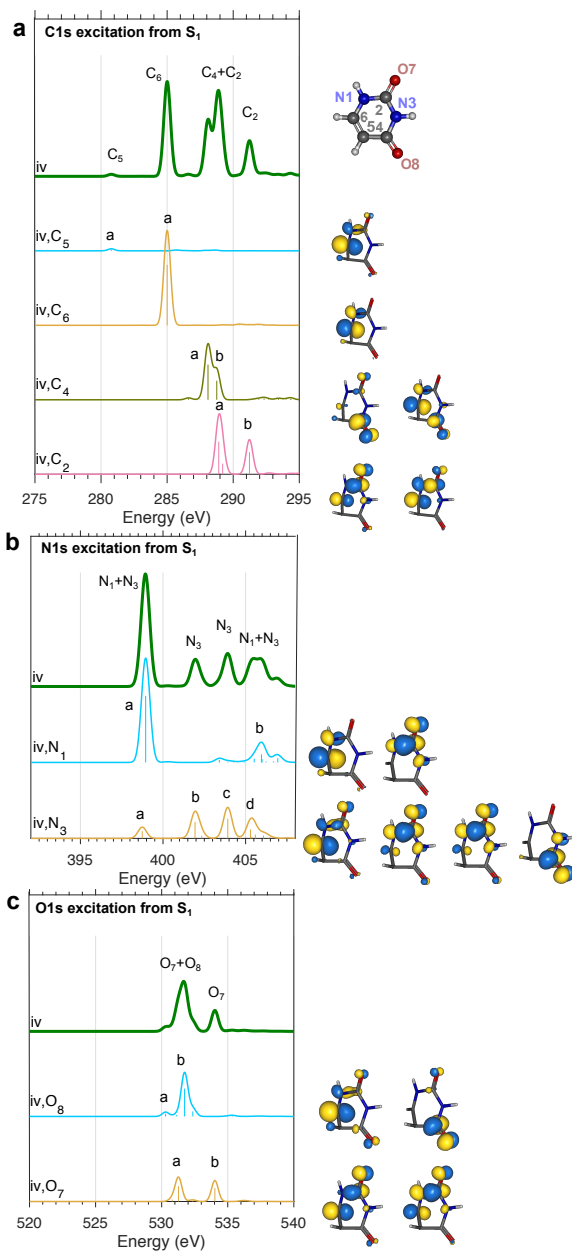 a
C1s excitation from S1
C6
C4+C2
C2
C5
iv
a
a
iv,C5
iv,C6
a
b
iv,C4
a
b
iv,C2
275
280
285
290
295
Energy (eV)
O7
N1
N3
2
6
54
O8
b
N1s excitation from S1
N1+N3
N3
N3
N1+N3
iv
a
b
iv,N1
a
b
c
d
iv,N3
395
400
405
Energy (eV)
c
O1s excitation from S1
O7+O8
O7
iv
b
a
iv,O8
a
b
iv,O7
520
525
530
535
540
Energy (eV)